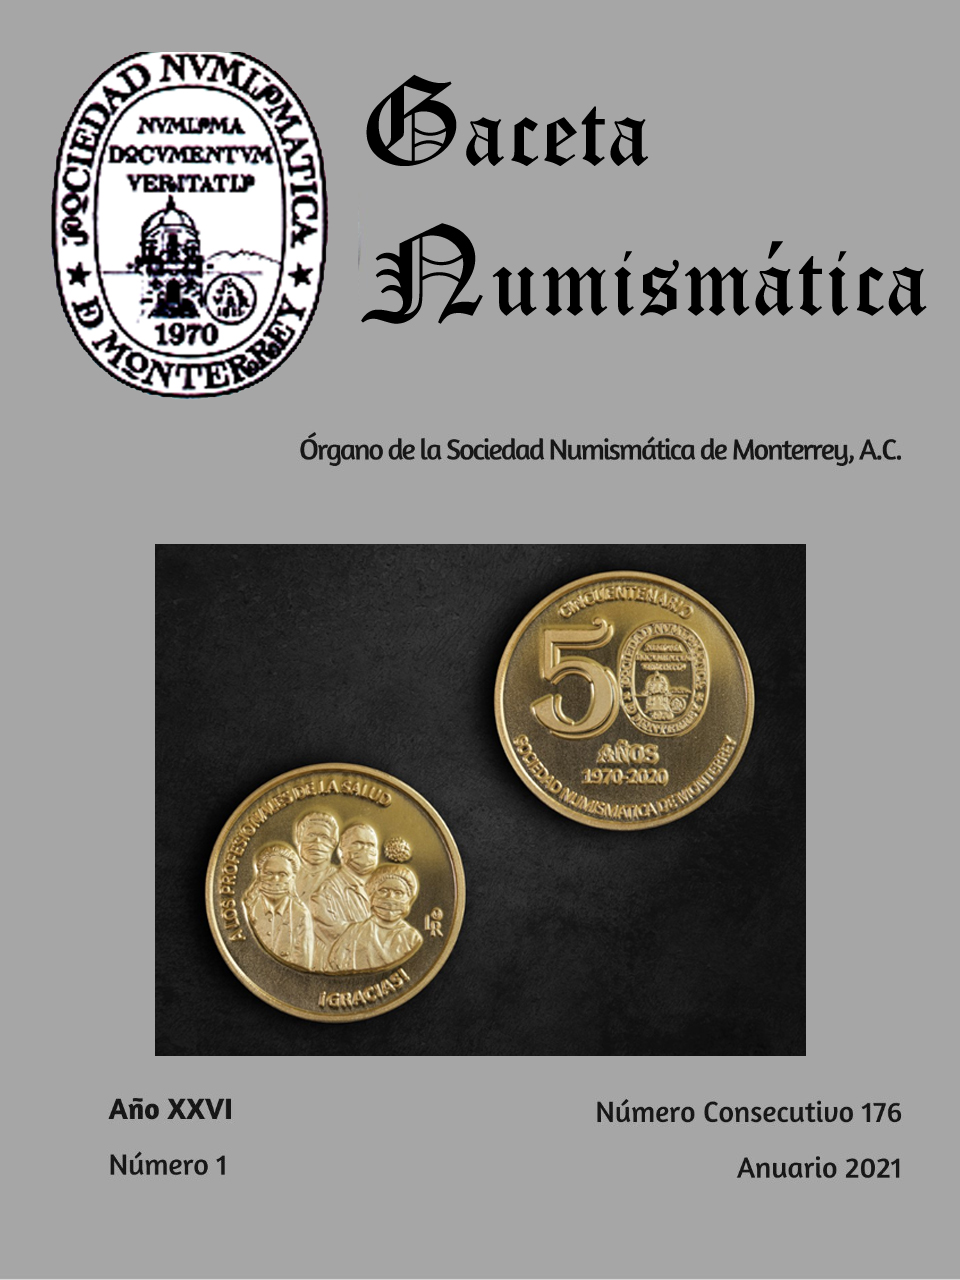 SOCIEDAD NVMISMATICA
D MONTERREY
NVMISMA
DOCVMENTVM
VERITATIS
1970
Gaceta
Numismática
Órgano de la Sociedad Numismática de Monterrey, A.C.
CINCUENTENARIO
50
AÑOS
1970-2020
SOCIEDAD NUMISMATICA DE MONTERREY
A LOS PROFESIONALES DE LA SALUD
¡GRACIAS!
Año XXVI
Número Consecutivo 176
Número 1
Anuario 2021